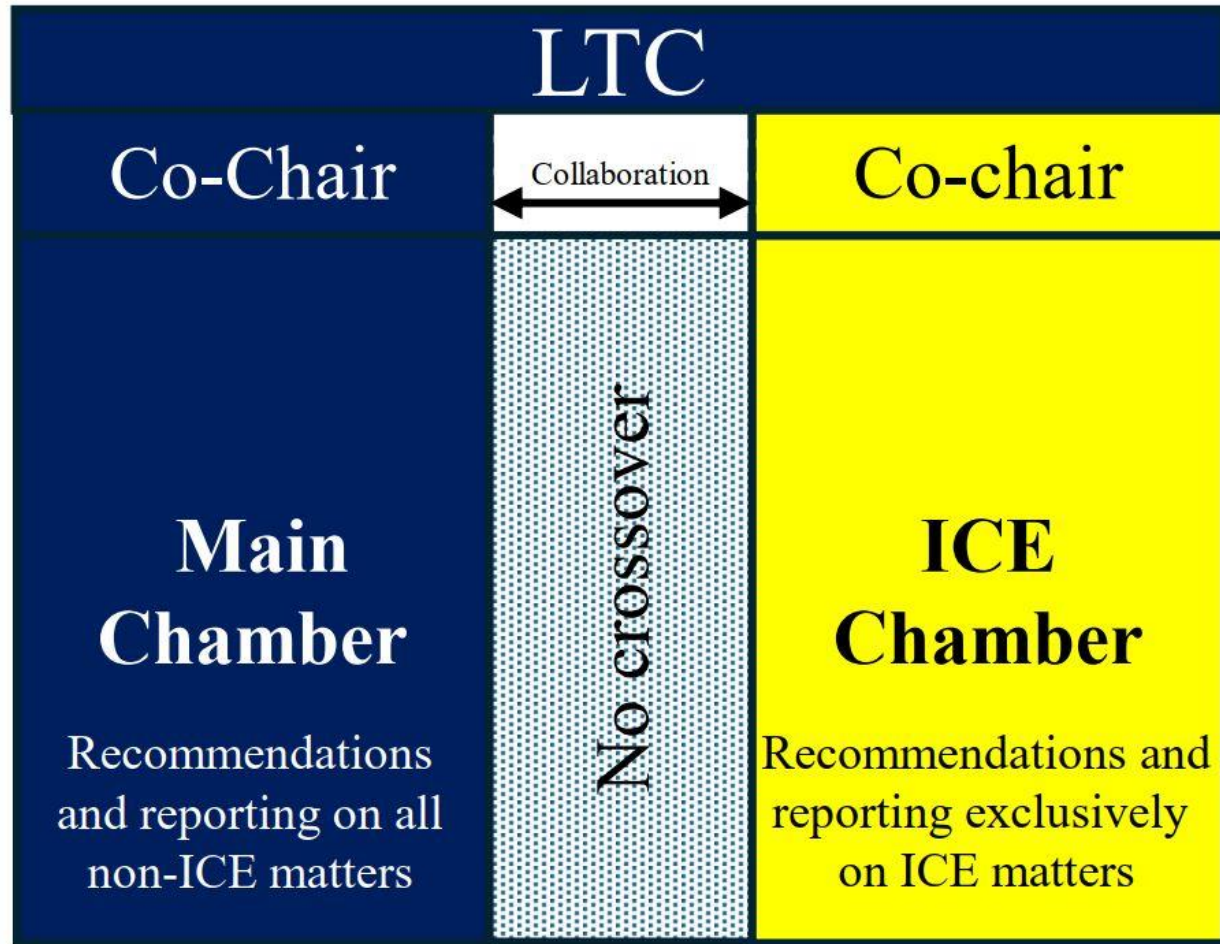 LTC
Co-Chair
Collaboration
Co-chair
Main
Chamber
Recommendations
and reporting on all
non-ICE matters
No crossover
ICE
Chamber
Recommendations and
reporting exclusively
on ICE matters